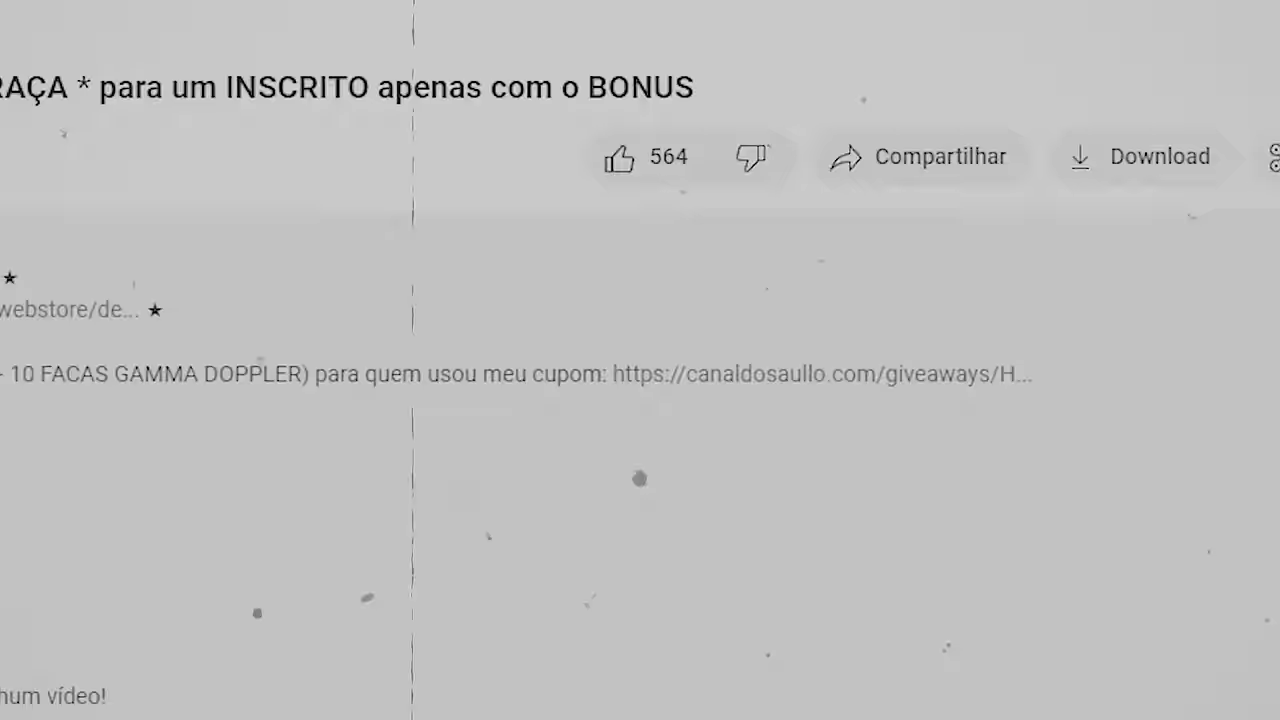 RAÇA * para um INSCRITO apenas com o BONUS
564 Compartilhar Download
★
webstore/de... ★
- 10 FACAS GAMMA DOPPLER) para quem usou meu cupom: https://canaldosaullo.com/giveaways/H...
hum vídeo!